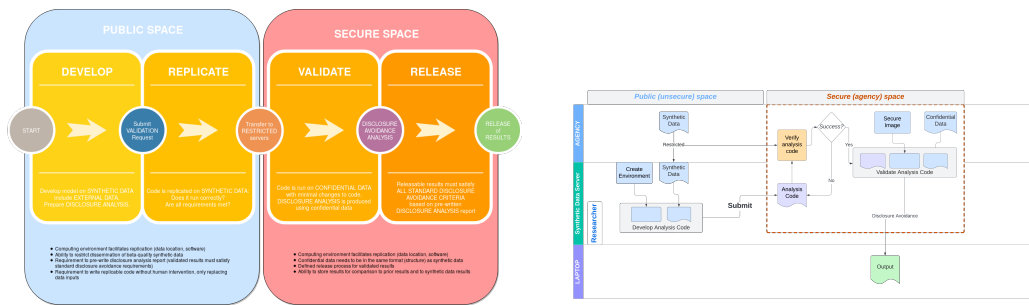 PUBLIC SPACE
SECURE SPACE
DEVELOP
REPLICATE
VALIDATE
RELEASE
START
Submit
VALIDATION
Request
Transfer to
RESTRICTED
servers
DISCLOSURE
AVOIDANCE
ANALYSIS
RELEASE
of
RESULTS
Develop model on SYNTHETIC DATA
Include EXTERNAL DATA
Prepare DISCLOSURE ANALYSIS
Code is replicated on SYNTHETIC DATA:
Does it run correctly?
Are all requirements met?
Code is run on CONFIDENTIAL DATA
with minimal changes to code.
DISCLOSURE ANALYSIS is produced
using confidential data
Releasable results must satisfy
ALL STANDARD DISCLOSURE
AVOIDANCE CRITERIA
based on pre-written
DISCLOSURE ANALYSIS report
● Computing environment facilitates replication (data location, software)
● Ability to restrict dissemination of beta-quality synthetic data
● Requirement to pre-write disclosure analysis report (validated results must satisfy
standard disclosure avoidance requirements)
● Requirement to write replicable code without human intervention, only replacing
data inputs
● Computing environment facilitates replication (data location, software)
● Confidential data needs to be in the same format (structure) as synthetic data
● Defined release process for validated results
● Ability to store results for comparison to prior results and to synthetic data results
Public (unsecure) space
Secure (agency) space
AGENCY
Synthetic Data Server
LAPTOP
Researcher
Synthetic
Data
Restricted
Create
Environment
Synthetic
Data
Develop Analysis Code
Submit
Verify
analysis
code
Success?
Yes
No
Analysis
Code
Secure
Image
Confidential
Data
Validate Analysis Code
Disclosure Avoidance
Output